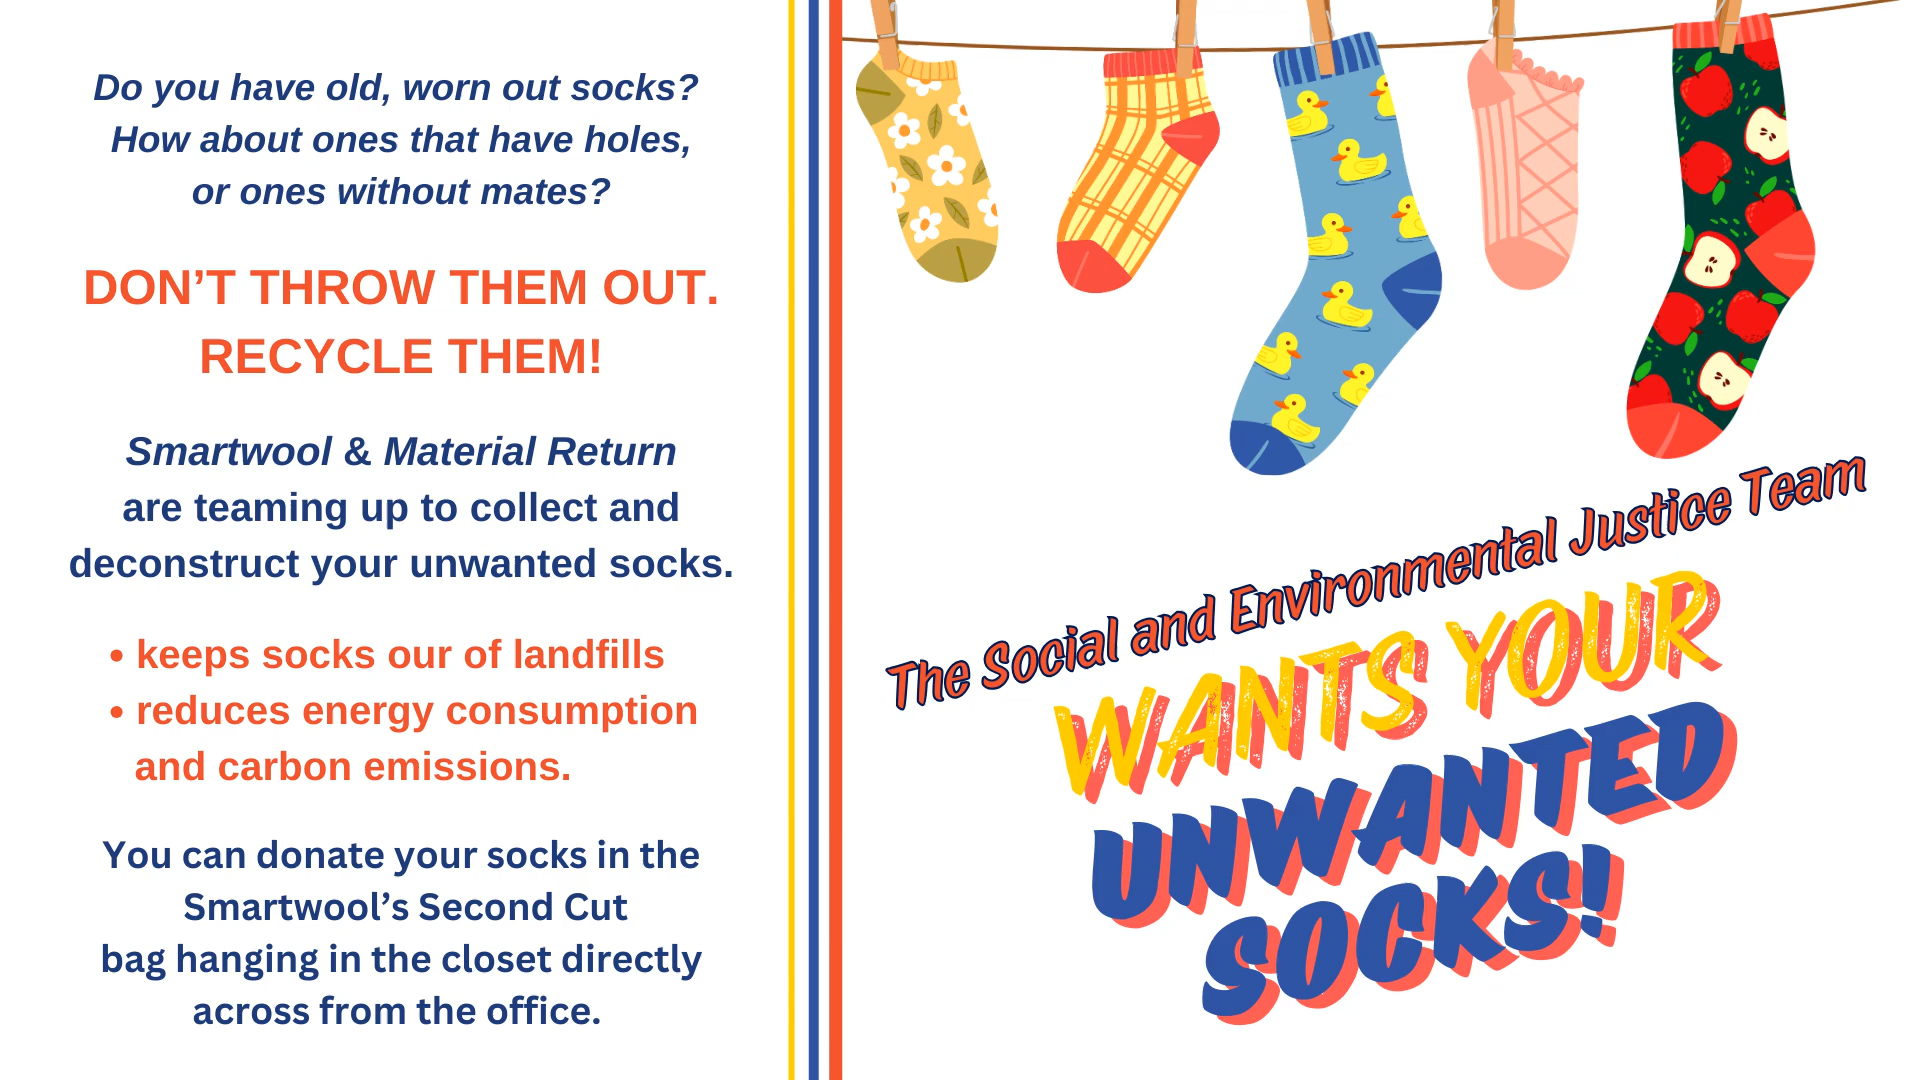 Do you have old, worn out socks?
How about ones that have holes,
or ones without mates?
DON’T THROW THEM OUT.
RECYCLE THEM!
Smartwool & Material Return
are teaming up to collect and
deconstruct your unwanted socks.
• keeps socks our of landfills
• reduces energy consumption
and carbon emissions.
You can donate your socks in the
Smartwool’s Second Cut
bag hanging in the closet directly
across from the office.
The Social and Environmental Justice Team
WANTS YOUR
UNWANTED
SOCKS!